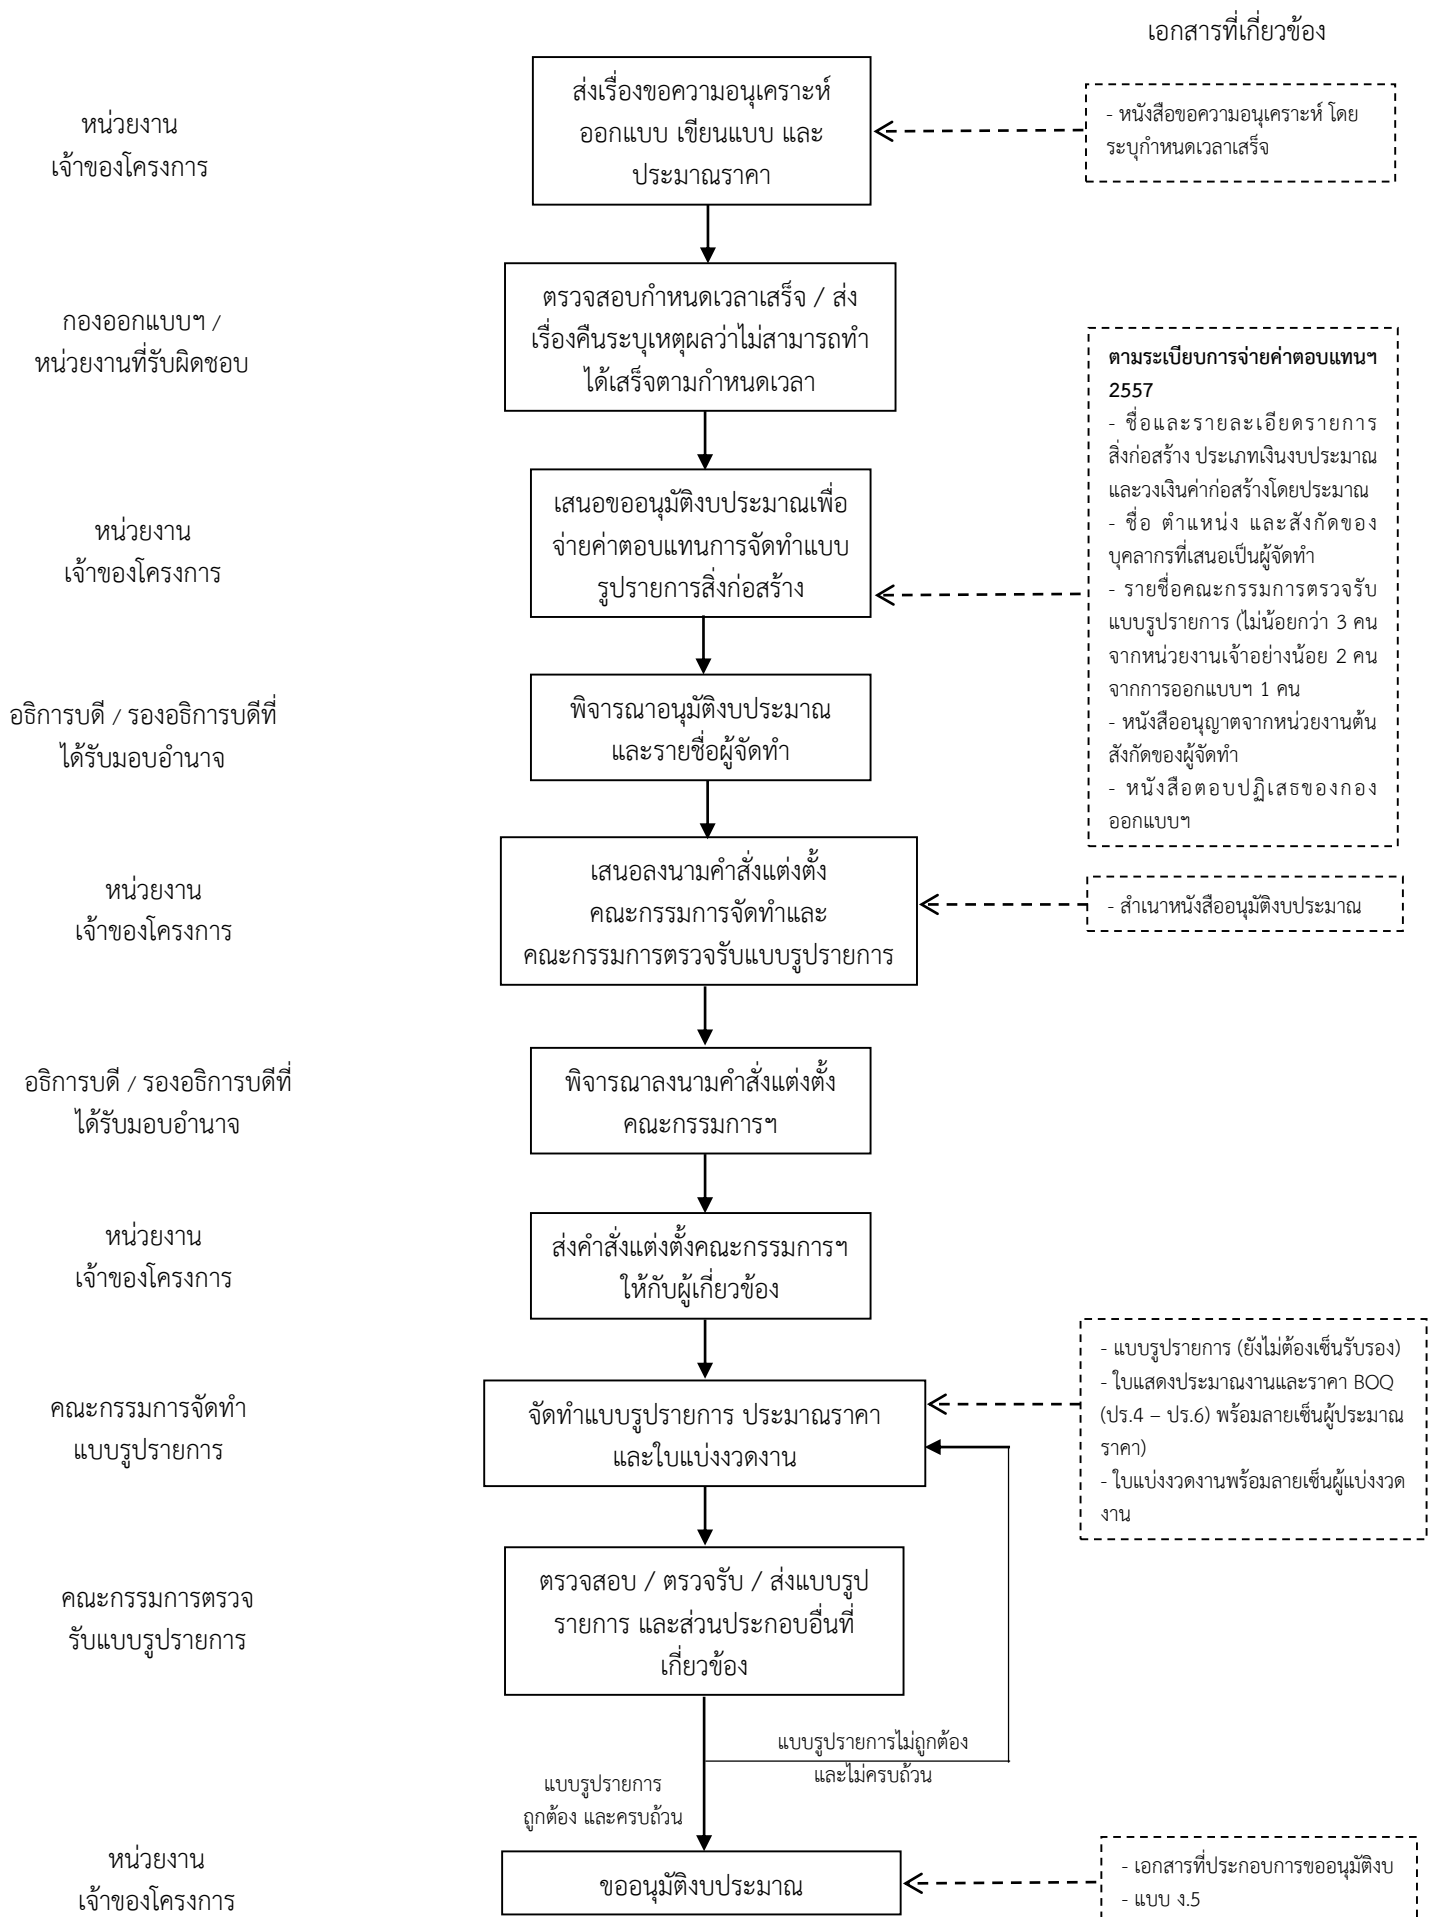 เอกสารที่เกี่ยวข้อง
หน่วยงาน
เจ้าของโครงการ
ส่งเรื่องขอความอนุเคราะห์
ออกแบบ เขียนแบบ และ
ประมาณราคา
- หนังสือขอความอนุเคราะห์ โดย
ระบุกำหนดเวลาเสร็จ
กองออกแบบฯ /
หน่วยงานที่รับผิดชอบ
ตรวจสอบกำหนดเวลาเสร็จ / ส่ง
เรื่องคืนระบุเหตุผลว่าไม่สามารถทำ
ได้เสร็จตามกำหนดเวลา
หน่วยงาน
เจ้าของโครงการ
เสนอขออนุมัติงบประมาณเพื่อ
จ่ายค่าตอบแทนการจัดทำแบบ
รูปรายการสิ่งก่อสร้าง
ตามระเบียบการจ่ายค่าตอบแทนฯ
2557
- ชื่อและรายละเอียดรายการ
สิ่งก่อสร้าง ประเภทเงินงบประมาณ
และวงเงินค่าก่อสร้างโดยประมาณ
- ชื่อ ตำแหน่ง และสังกัดของ
บุคลากรที่เสนอเป็นผู้จัดทำ
- รายชื่อคณะกรรมการตรวจรับ
แบบรูปรายการ (ไม่น้อยกว่า 3 คน
จากหน่วยงานเจ้าอย่างน้อย 2 คน
จากการออกแบบฯ 1 คน
- หนังสืออนุญาตจากหน่วยงานต้น
สังกัดของผู้จัดทำ
- หนังสือตอบปฏิเสธของกอง
ออกแบบฯ
อธิการบดี / รองอธิการบดีที่
ได้รับมอบอำนาจ
พิจารณาอนุมัติงบประมาณ
และรายชื่อผู้จัดทำ
หน่วยงาน
เจ้าของโครงการ
เสนอลงนามคำสั่งแต่งตั้ง
คณะกรรมการจัดทำและ
คณะกรรมการตรวจรับแบบรูปรายการ
- สำเนาหนังสืออนุมัติงบประมาณ
อธิการบดี / รองอธิการบดีที่
ได้รับมอบอำนาจ
พิจารณาลงนามคำสั่งแต่งตั้ง
คณะกรรมการฯ
หน่วยงาน
เจ้าของโครงการ
ส่งคำสั่งแต่งตั้งคณะกรรมการฯ
ให้กับผู้เกี่ยวข้อง
คณะกรรมการจัดทำ
แบบรูปรายการ
จัดทำแบบรูปรายการ ประมาณราคา
และใบแบ่งงวดงาน
- แบบรูปรายการ (ยังไม่ต้องเซ็นรับรอง)
- ใบแสดงประมาณงานและราคา BOQ
(ปร.4 – ปร.6) พร้อมลายเซ็นผู้ประมาณ
ราคา)
- ใบแบ่งงวดงานพร้อมลายเซ็นผู้แบ่งงวด
งาน
คณะกรรมการตรวจ
รับแบบรูปรายการ
ตรวจสอบ / ตรวจรับ / ส่งแบบรูป
รายการ และส่วนประกอบอื่นที่
เกี่ยวข้อง
แบบรูปรายการไม่ถูกต้อง
และไม่ครบถ้วน
แบบรูปรายการ
ถูกต้อง และครบถ้วน
หน่วยงาน
เจ้าของโครงการ
ขออนุมัติงบประมาณ
- เอกสารที่ประกอบการขออนุมัติงบ
- แบบ ง.5